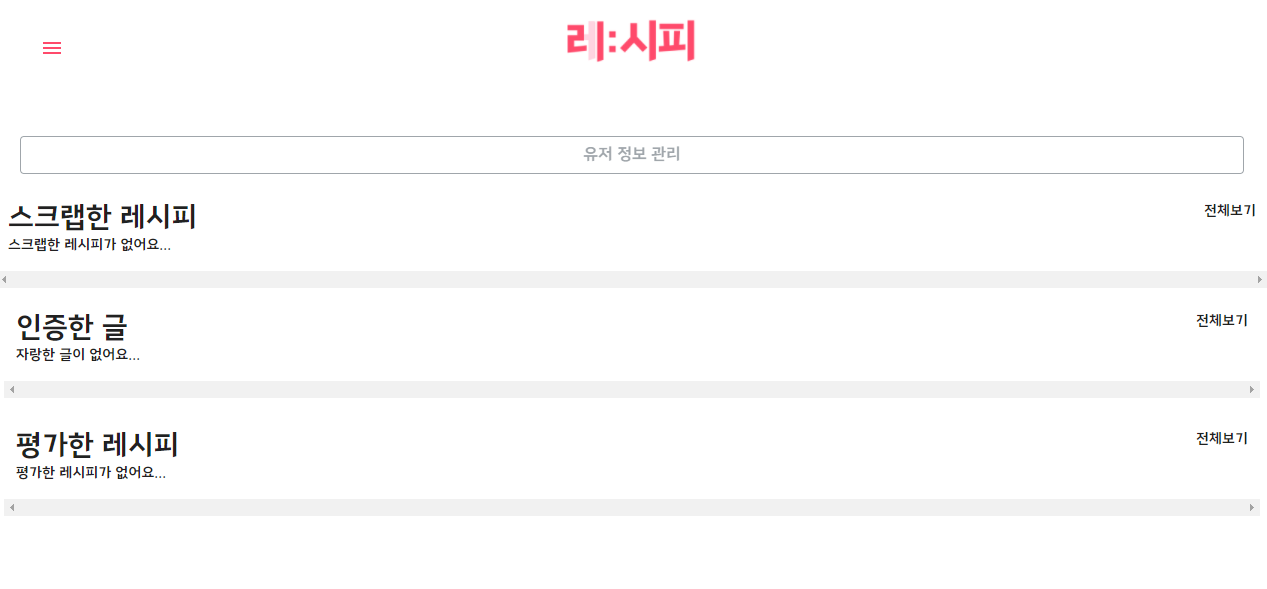 레:시피
유저 정보 관리
스크랩한 레시피
전체보기
스크랩한 레시피가 없어요...
인증한 글
전체보기
자랑한 글이 없어요...
평가한 레시피
전체보기
평가한 레시피가 없어요...